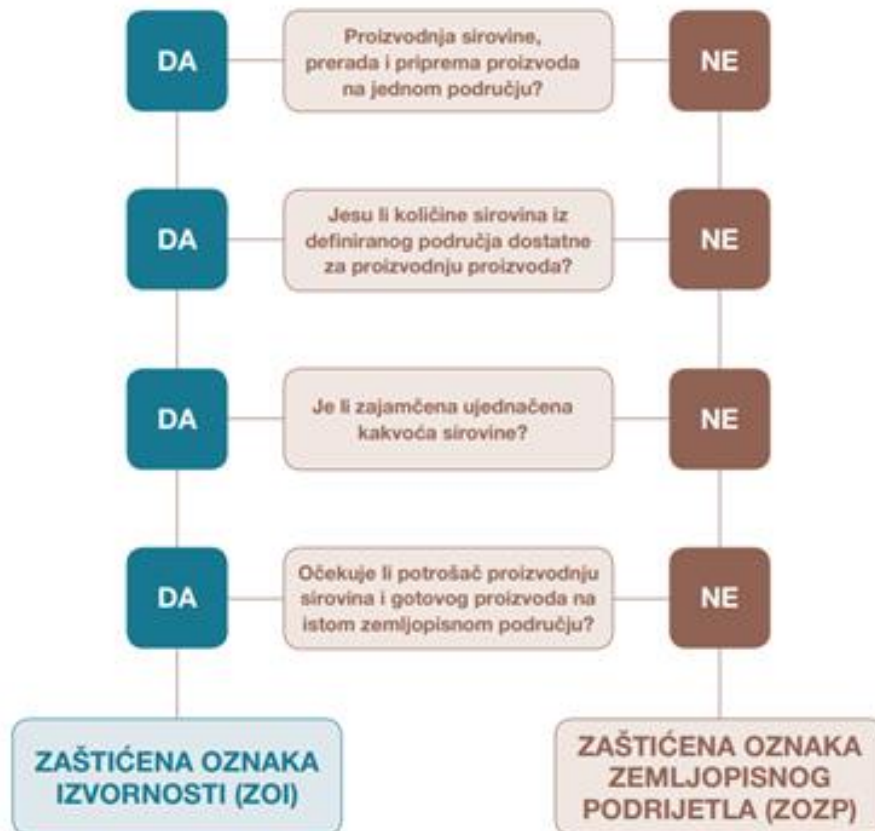 DA
Proizvodnja sirovine,
prerada i priprema proizvoda
na jednom području?
NE
DA
Jesu li količine sirovina iz
definiranog područja dostatne
za proizvodnju proizvoda?
NE
DA
Je li zajamčena ujednačena
kakvoća sirovine?
NE
DA
Očekuje li potrošač proizvodnju
sirovina i gotovog proizvoda na
istom zemljopisnom području?
NE
ZAŠTIĆENA OZNAKA
IZVORNOSTI (ZOI)
ZAŠTIĆENA OZNAKA
ZEMLJOPISNOG
PODRIJETLA (ZOZP)